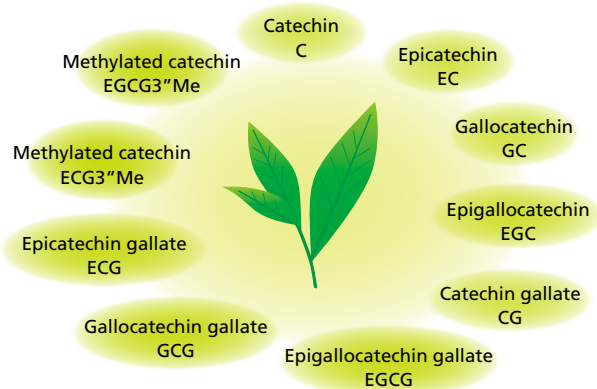 Catechin
C
Epicatechin
EC
Gallocatechin
GC
Epigallocatechin
EGC
Catechin gallate
CG
Epigallocatechin gallate
EGCG
Gallocatechin gallate
GCG
Epicatechin gallate
ECG
Methylated catechin
ECG3″Me
Methylated catechin
EGCG3″Me